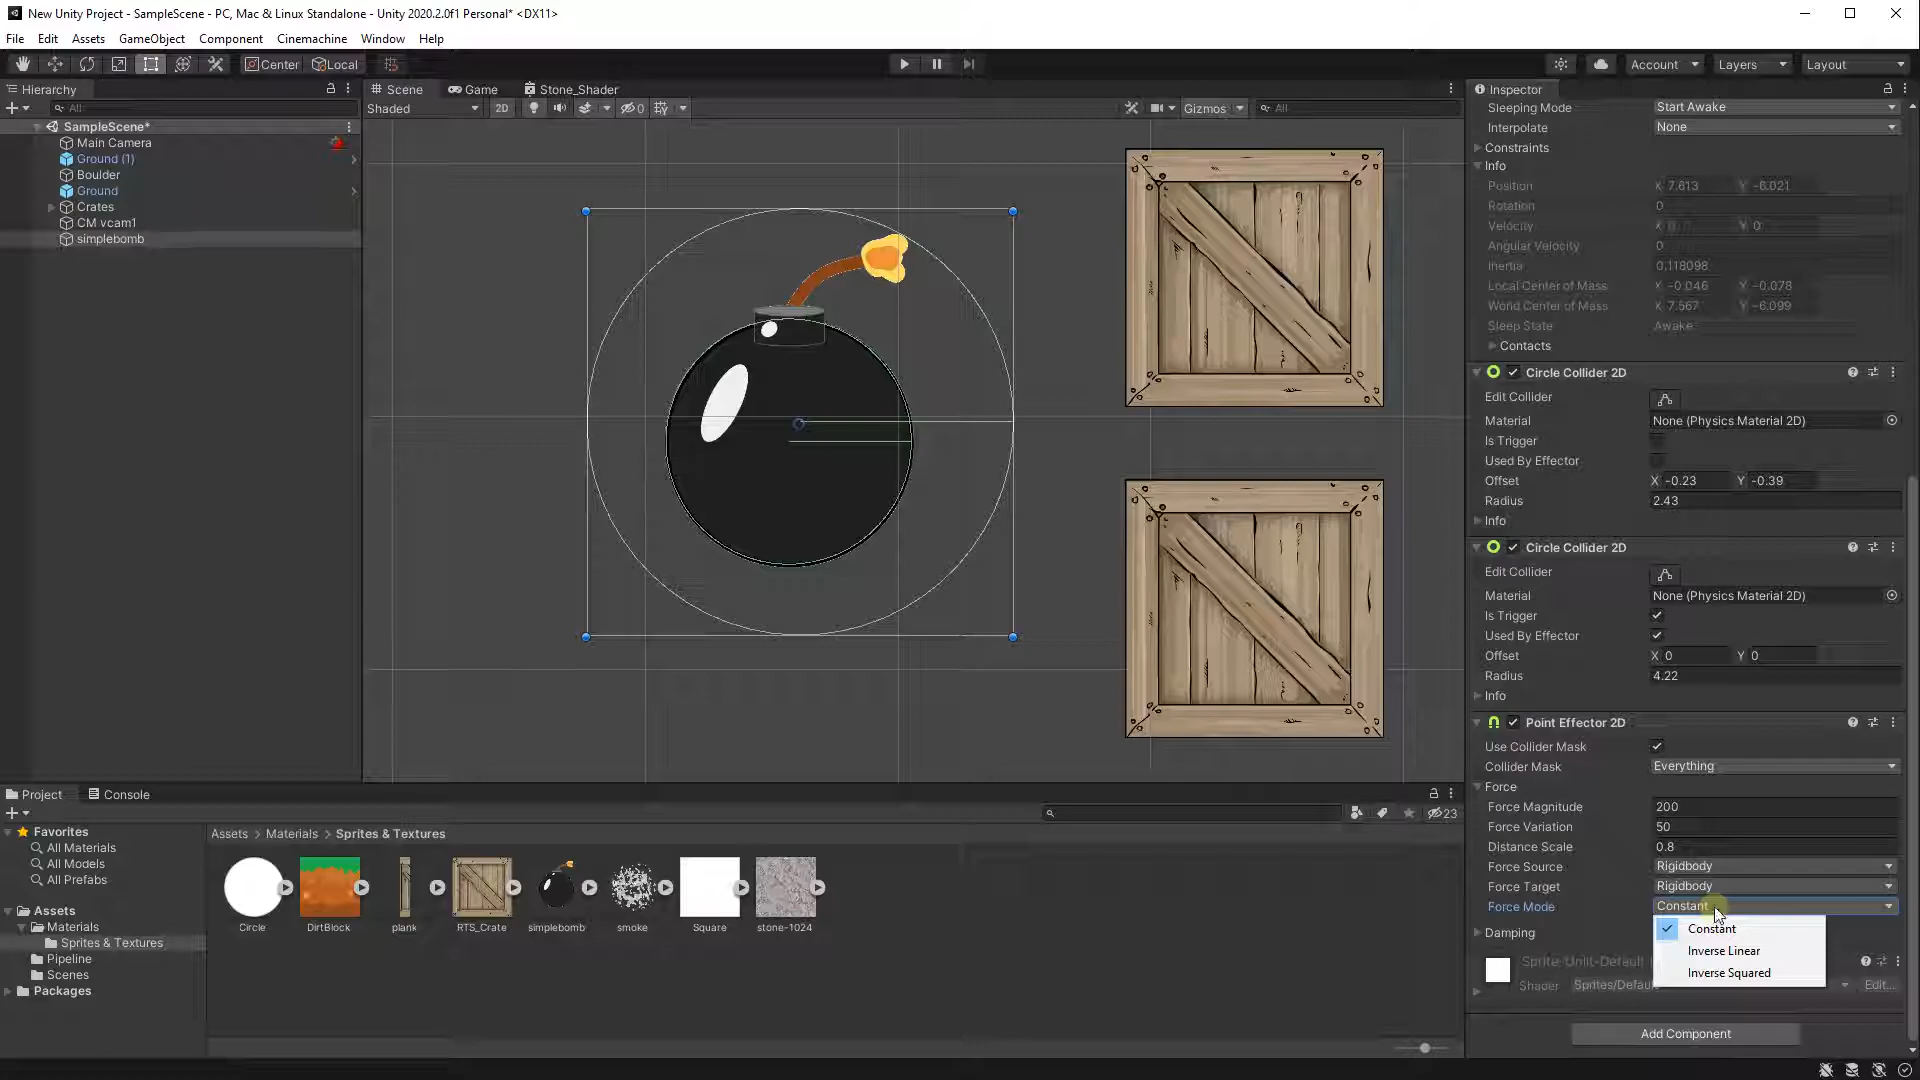 New Unity Project - SampleScene - PC, Mac & Linux Standalone - Unity 2020.2.0f1 Personal* <DX11>
File Edit Assets GameObject Component Cinemachine Window Help
Center Local Account Layers Layout
Hierarchy
All
SampleScene*
Main Camera
Ground (1)
Boulder
Ground
Crates
CM vcam1
simplebomb
Scene Game Stone_Shader
Shaded 2D 0 Gizmos All
Inspector
Sleeping Mode Start Awake
Interpolate None
Constraints
Info
Position X 7.613 Y -6.021
Rotation 0
Velocity X 0 Y 0
Angular Velocity 0
Inertia 0.118098
Local Center of Mass X -0.046 Y -0.078
World Center of Mass X 7.567 Y -6.099
Sleep State Awake
Contacts
Circle Collider 2D
Edit Collider
Material None (Physics Material 2D)
Is Trigger
Used By Effector
Offset X -0.23 Y -0.39
Radius 2.43
Info
Circle Collider 2D
Edit Collider
Material None (Physics Material 2D)
Is Trigger
Used By Effector
Offset X 0 Y 0
Radius 4.22
Info
Point Effector 2D
Use Collider Mask
Collider Mask Everything
Force
Force Magnitude 200
Force Variation 50
Distance Scale 0.8
Force Source Rigidbody
Force Target Rigidbody
Force Mode Constant
Constant
Inverse Linear
Inverse Squared
Damping
Sprite-Unlit-Default
Shader Sprites/Default Edit...
Add Component
Project Console
23
Favorites
All Materials
All Models
All Prefabs
Assets
Materials
Sprites & Textures
Pipeline
Scenes
Packages
Assets > Materials > Sprites & Textures
Circle DirtBlock plank RTS_Crate simplebomb smoke Square stone-1024